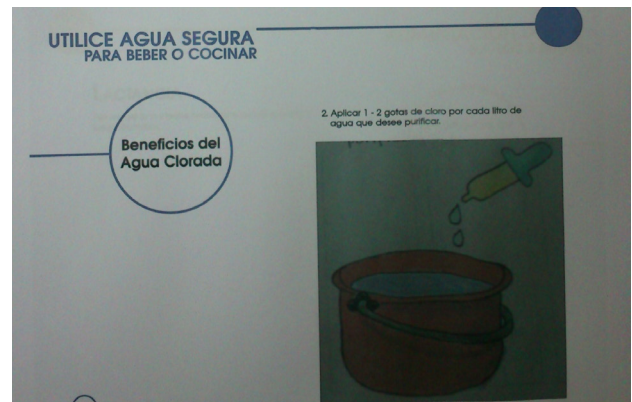 UTILICE AGUA SEGURA
PARA BEBER O COCINAR
Beneficios del
Agua Clorada
2. Aplicar 1 - 2 gotas de cloro por cada litro de
agua que desee purificar.